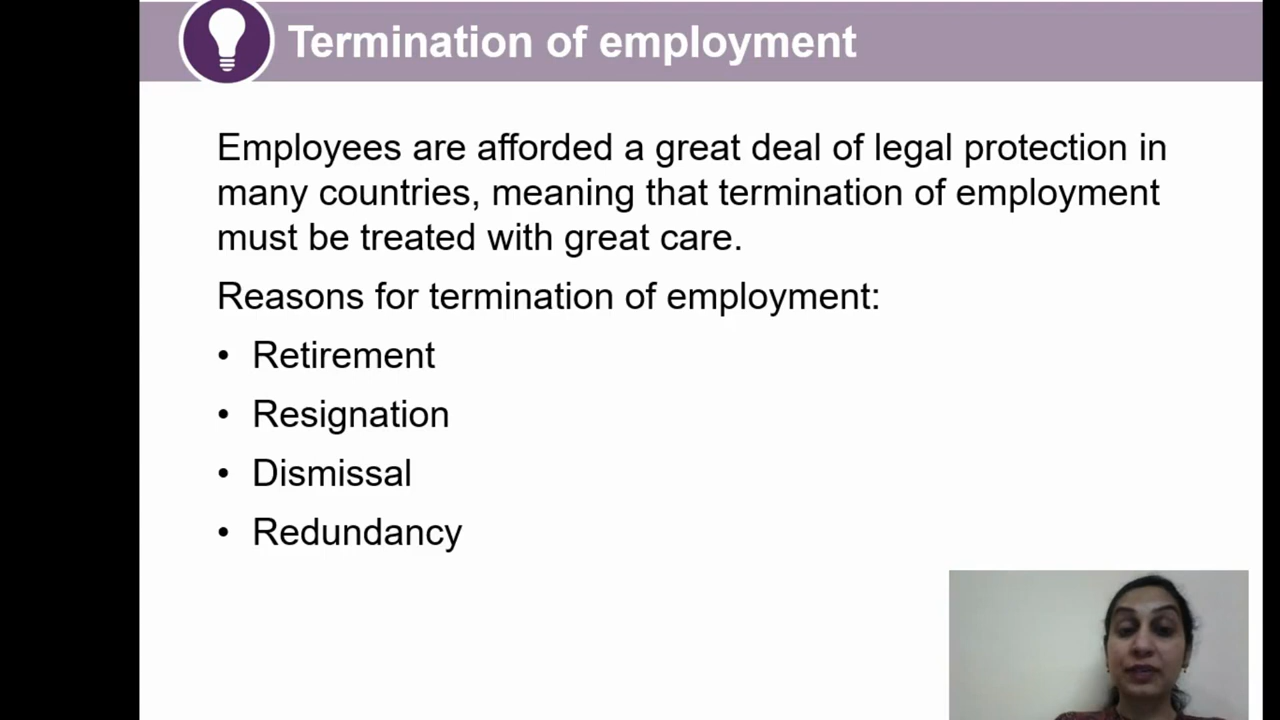 Termination of employment
Employees are afforded a great deal of legal protection in
many countries, meaning that termination of employment
must be treated with great care.
Reasons for termination of employment:
• Retirement
• Resignation
• Dismissal
• Redundancy